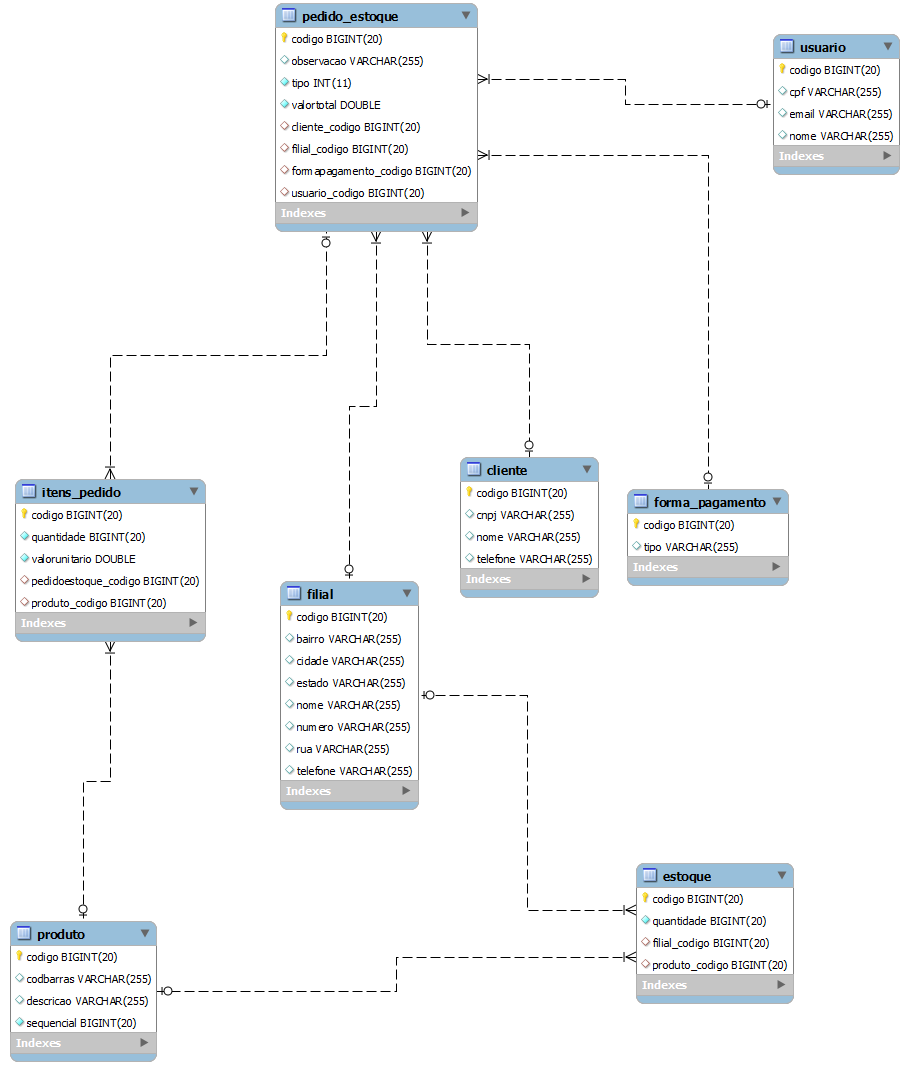 pedido_estoque
codigo BIGINT(20)
observacao VARCHAR(255)
tipo INT(11)
valortotal DOUBLE
cliente_codigo BIGINT(20)
filial_codigo BIGINT(20)
formapagamento_codigo BIGINT(20)
usuario_codigo BIGINT(20)
Indexes
usuario
codigo BIGINT(20)
cpf VARCHAR(255)
email VARCHAR(255)
nome VARCHAR(255)
Indexes
itens_pedido
codigo BIGINT(20)
quantidade BIGINT(20)
valorunitario DOUBLE
pedidoestoque_codigo BIGINT(20)
produto_codigo BIGINT(20)
Indexes
cliente
codigo BIGINT(20)
cnpj VARCHAR(255)
nome VARCHAR(255)
telefone VARCHAR(255)
Indexes
forma_pagamento
codigo BIGINT(20)
tipo VARCHAR(255)
Indexes
filial
codigo BIGINT(20)
bairro VARCHAR(255)
cidade VARCHAR(255)
estado VARCHAR(255)
nome VARCHAR(255)
numero VARCHAR(255)
rua VARCHAR(255)
telefone VARCHAR(255)
Indexes
produto
codigo BIGINT(20)
codbarras VARCHAR(255)
descricao VARCHAR(255)
sequencial BIGINT(20)
Indexes
estoque
codigo BIGINT(20)
quantidade BIGINT(20)
filial_codigo BIGINT(20)
produto_codigo BIGINT(20)
Indexes